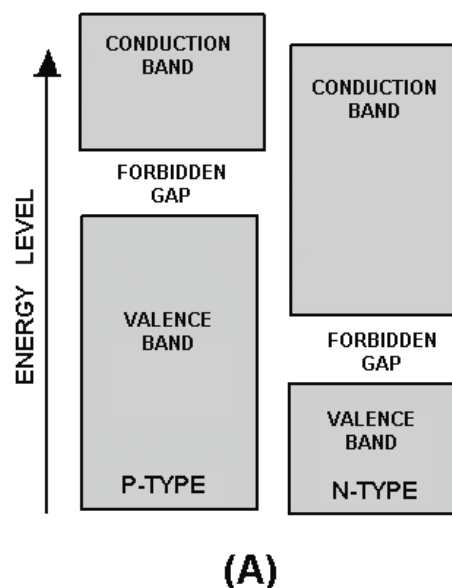 ENERGY LEVEL
CONDUCTION
BAND
FORBIDDEN
GAP
VALENCE
BAND
P-TYPE
CONDUCTION
BAND
FORBIDDEN
GAP
VALENCE
BAND
N-TYPE
(A)